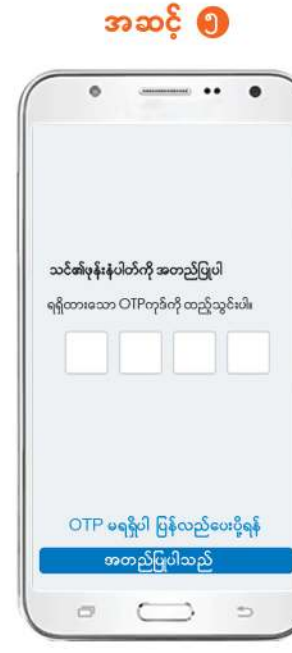 အဆင့် ၅
သင်၏ဖုန်းနံပါတ်ကို အတည်ပြုပါ
ရရှိထားသော OTPကုဒ်ကို ထည့်သွင်းပါ။
OTP မရရှိပါ ပြန်လည်ပေးပို့ရန်
အတည်ပြုပါသည်